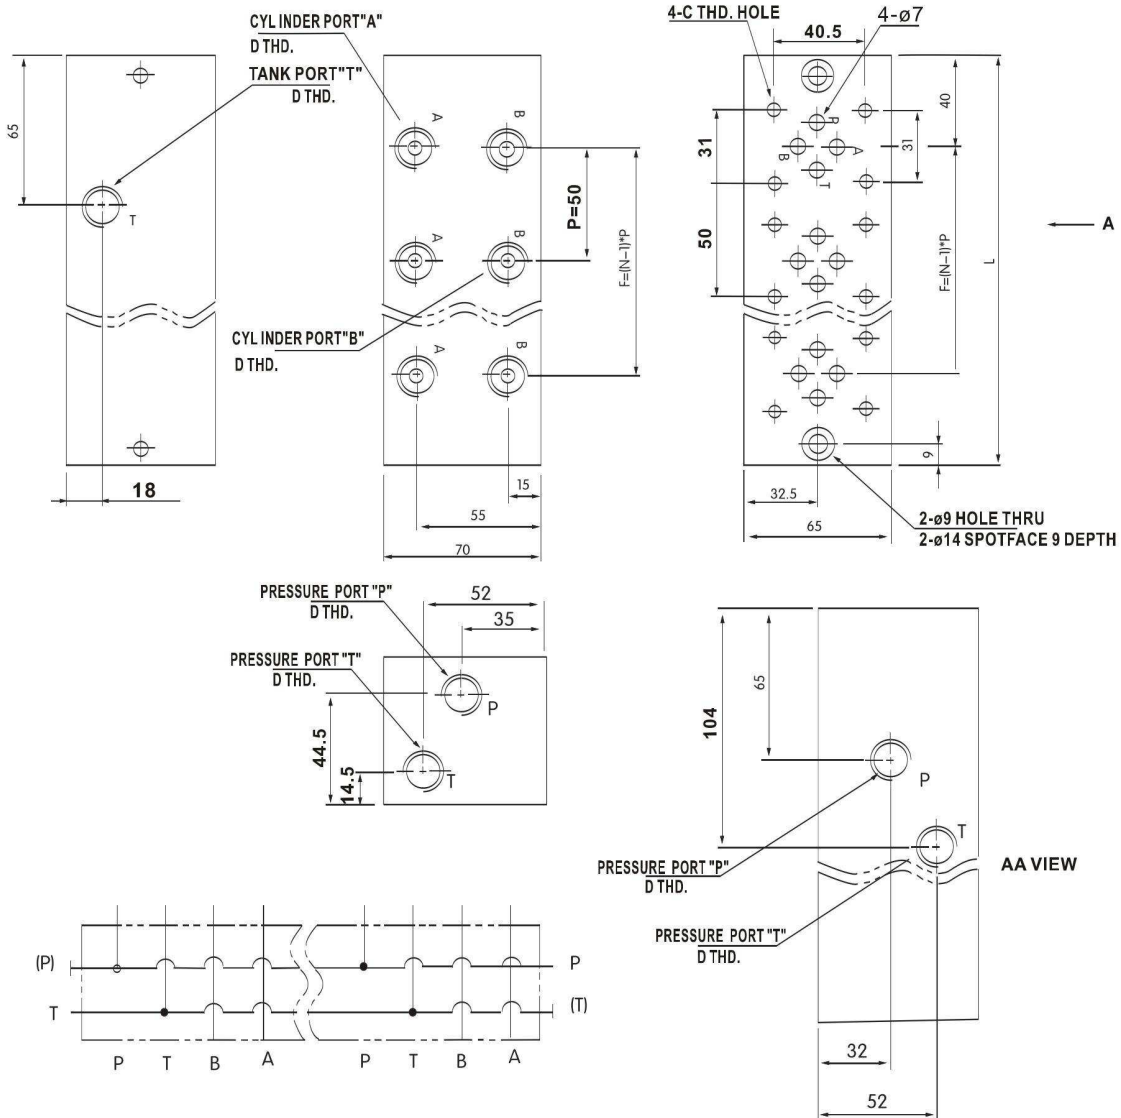 CYLINDER PORT"A"
D THD.
TANK PORT"T"
D THD.
65
T
18
A
B
A
B
A
B
P=50
F=(N-1)*P
CYLINDER PORT"B"
D THD.
15
55
70
4-C THD. HOLE
4-ø7
40.5
40
31
31
50
P
A
B
T
F=(N-1)*P
L
A
9
32.5
65
2-ø9 HOLE THRU
2-ø14 SPOTFACE 9 DEPTH
PRESSURE PORT "P"
D THD.
52
35
PRESSURE PORT "T"
D THD.
P
T
44.5
14.5
65
104
P
T
AA VIEW
PRESSURE PORT "P"
D THD.
PRESSURE PORT "T"
D THD.
32
52
(P)
P
T
(T)
P T B A P T B A